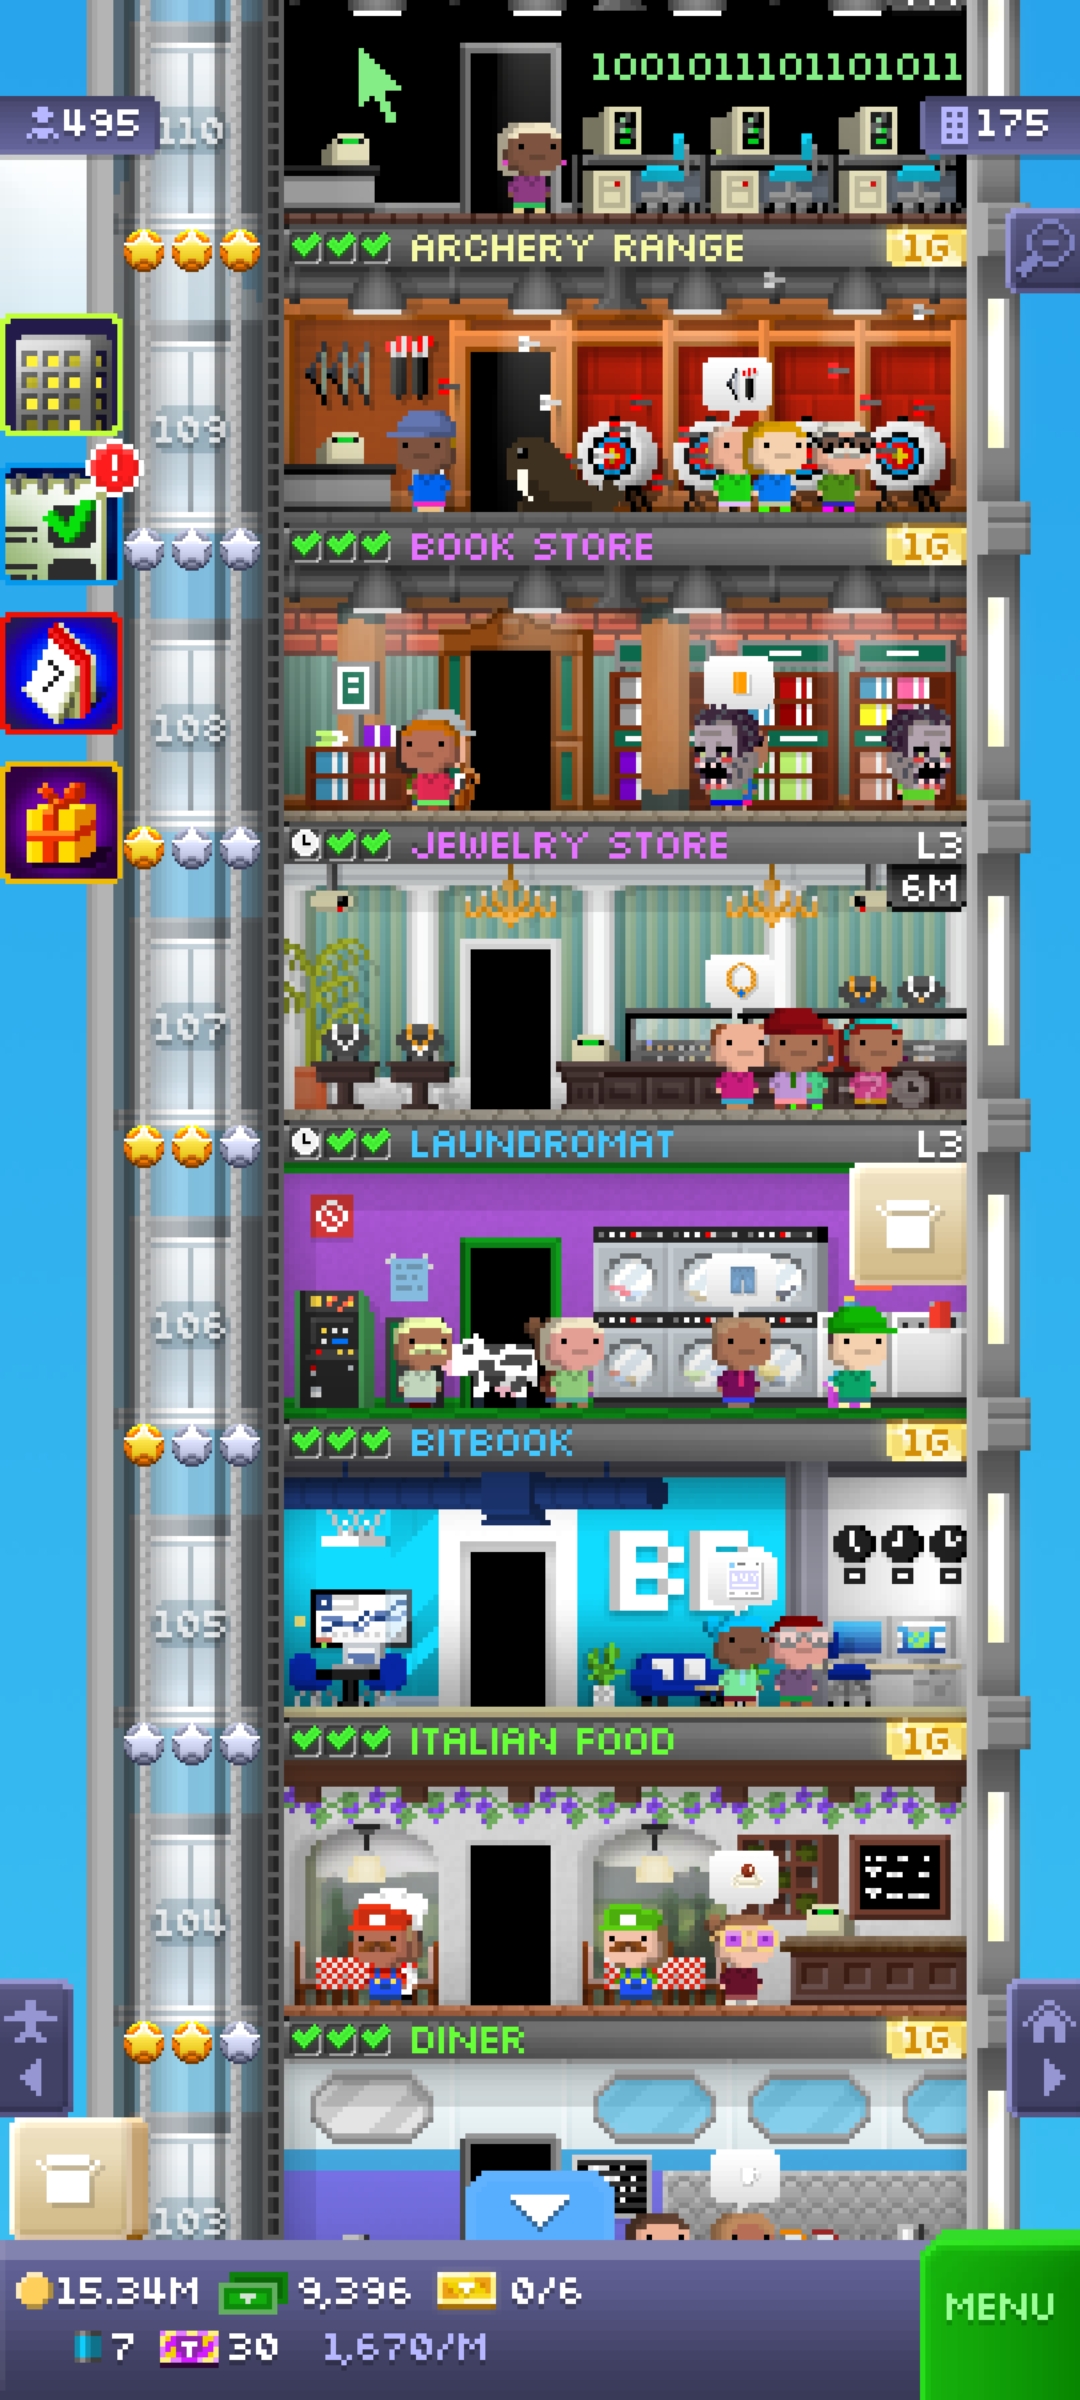 1001011101101011
495
110
175
ARCHERY RANGE
1G
109
BOOK STORE
1G
108
JEWELRY STORE
L3
6M
107
LAUNDROMAT
L3
106
BITBOOK
1G
BB
105
ITALIAN FOOD
1G
104
DINER
1G
103
15.34M
9,396
0/6
7
30
1,670/M
MENU